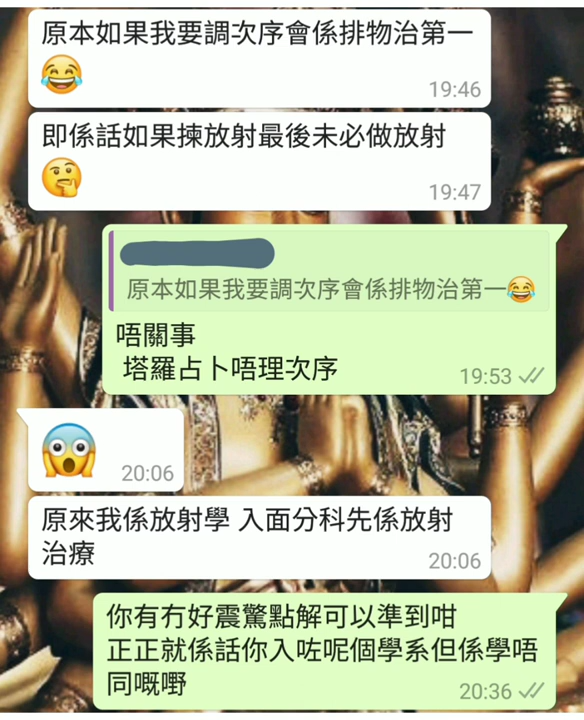 原本如果我要調次序會係排物治第一
😂
19:46
即係話如果揀放射最後未必做放射
🤔
19:47
原本如果我要調次序會係排物治第一😂
唔關事
塔羅占卜唔理次序
19:53
😱
20:06
原來我係放射學 入面分科先係放射
治療
20:06
你有冇好震驚點解可以準到咁
正正就係話你入咗呢個學系但係學唔
同嘅嘢
20:36